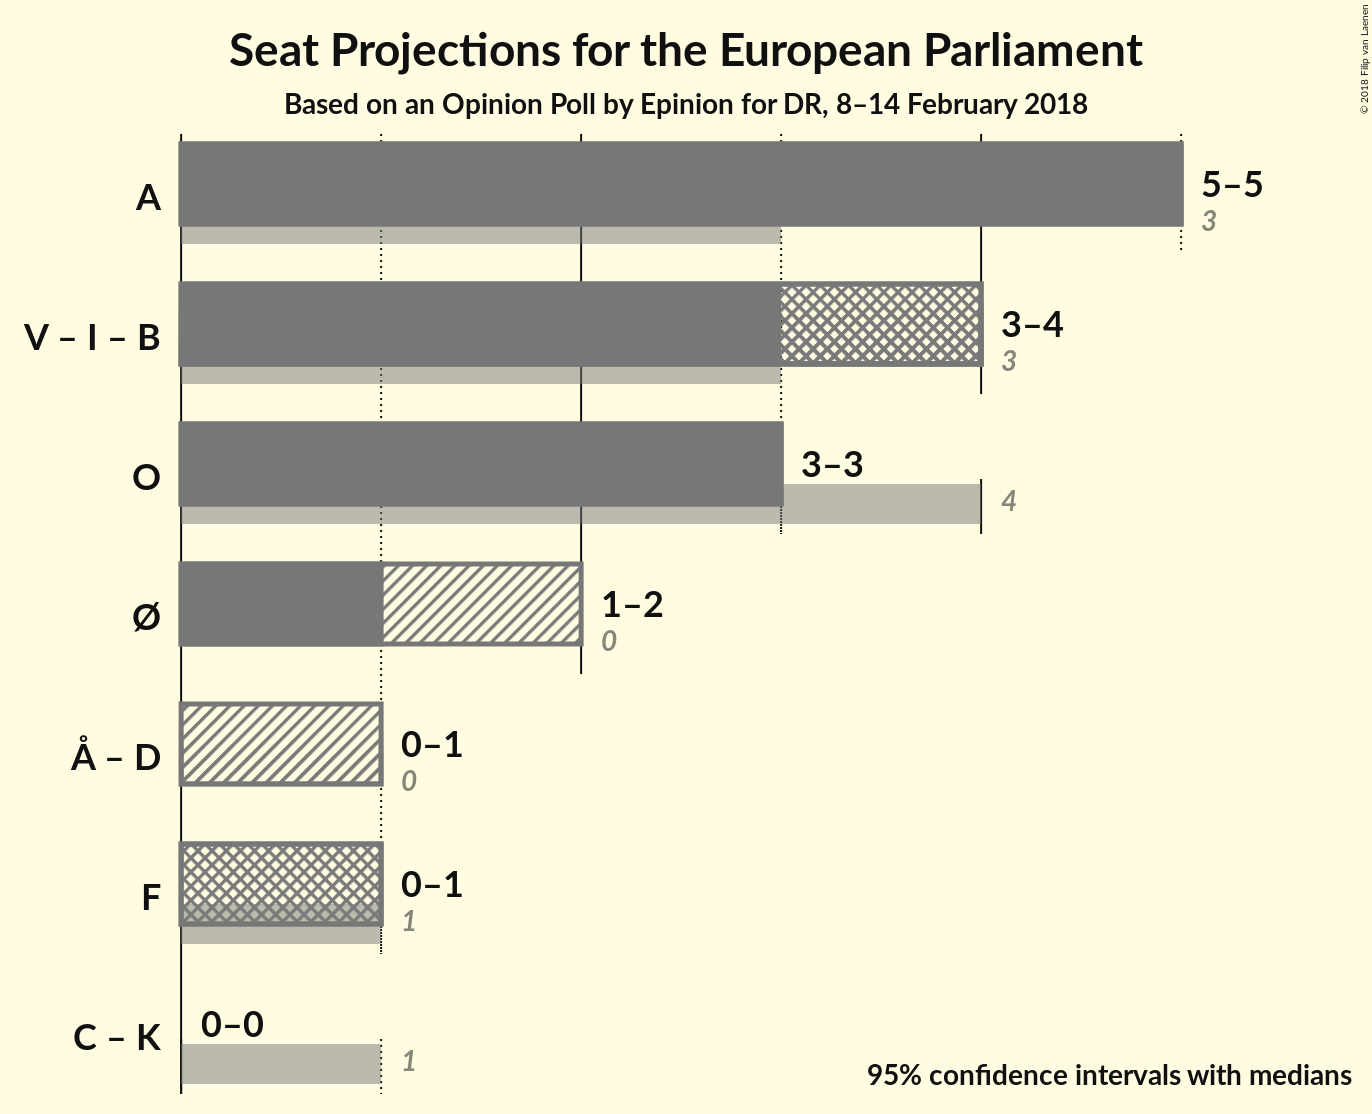 Seat Projections for the European Parliament
Based on an Opinion Poll by Epinion for DR, 8–14 February 2018
© 2018 Filip van Laenen
A
5–5
3
V – I – B
3–4
3
O
3–3
4
Ø
1–2
0
Å – D
0–1
0
F
0–1
1
C – K
0–0
1
95% confidence intervals with medians